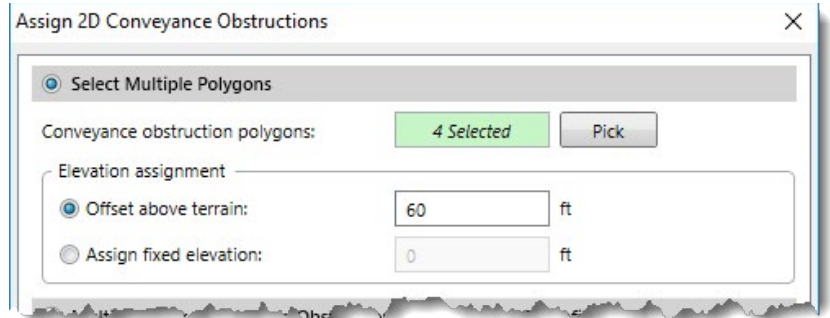 Assign 2D Conveyance Obstructions
Select Multiple Polygons
Conveyance obstruction polygons: 4 Selected Pick
Elevation assignment
Offset above terrain: 60 ft
Assign fixed elevation: 0 ft